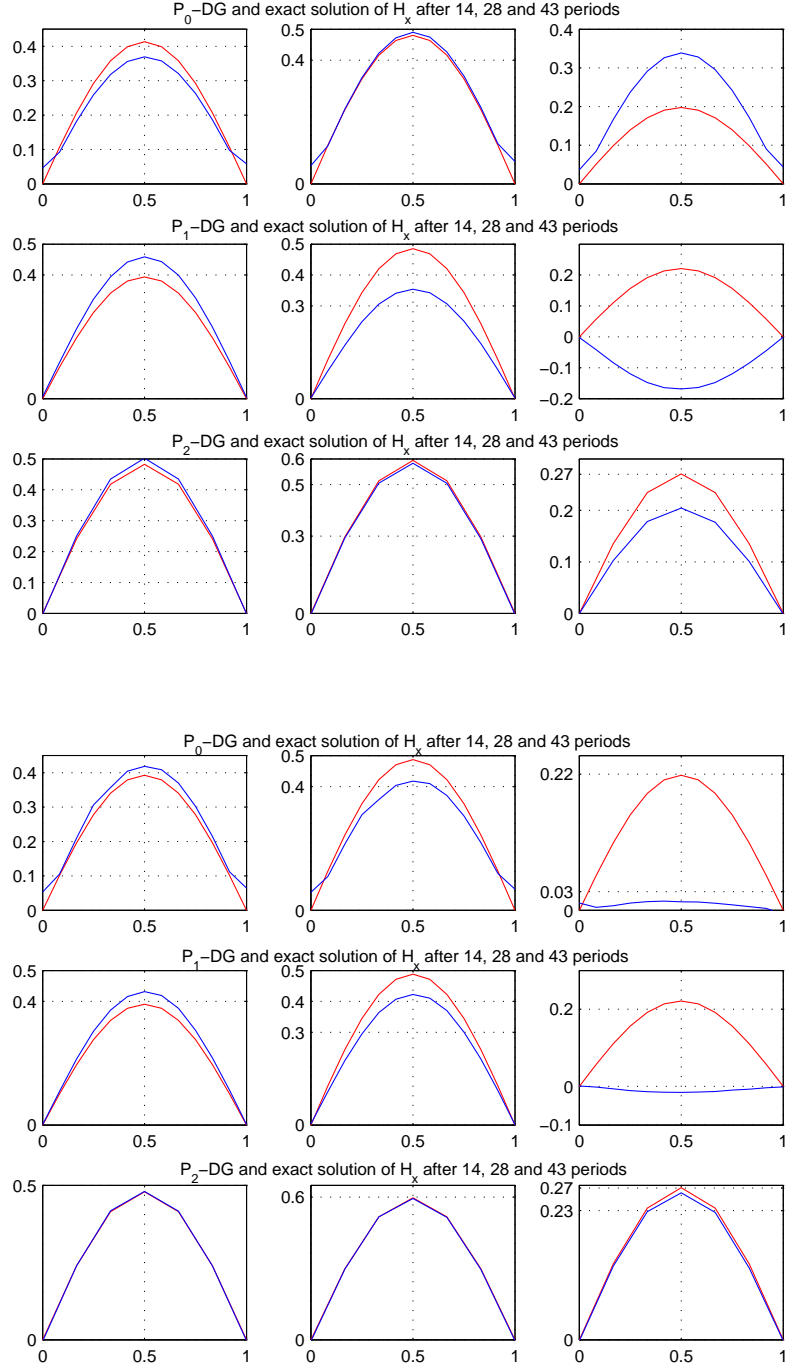 P0−DG and exact solution of Hx after 14, 28 and 43 periods
0.4 0.5 0.4
0.3 0.4 0.3
0.2 0.2
0.1 0.1
0 0 0
0 0.5 1 0 0.5 1 0 0.5 1
P1−DG and exact solution of Hx after 14, 28 and 43 periods
0.5 0.5
0.4 0.4 0.2
0.3
0
−0.1
0 0 −0.2
0 0.5 1 0 0.5 1 0 0.5 1
P2−DG and exact solution of Hx after 14, 28 and 43 periods
0.5 0.6
0.4 0.5 0.27
0.3 0.3 0.2
0.2
0.1 0.1
0 0 0
0 0.5 1 0 0.5 1 0 0.5 1
P0−DG and exact solution of Hx after 14, 28 and 43 periods
0.5
0.4 0.4 0.22
0.3
0.2
0.1 0.03
0 0 0
0 0.5 1 0 0.5 1 0 0.5 1
P1−DG and exact solution of Hx after 14, 28 and 43 periods
0.5 0.5
0.4 0.4 0.2
0.3
0
0 0 −0.1
0 0.5 1 0 0.5 1 0 0.5 1
P2−DG and exact solution of Hx after 14, 28 and 43 periods
0.5 0.6 0.27
0.23
0 0 0
0 0.5 1 0 0.5 1 0 0.5 1